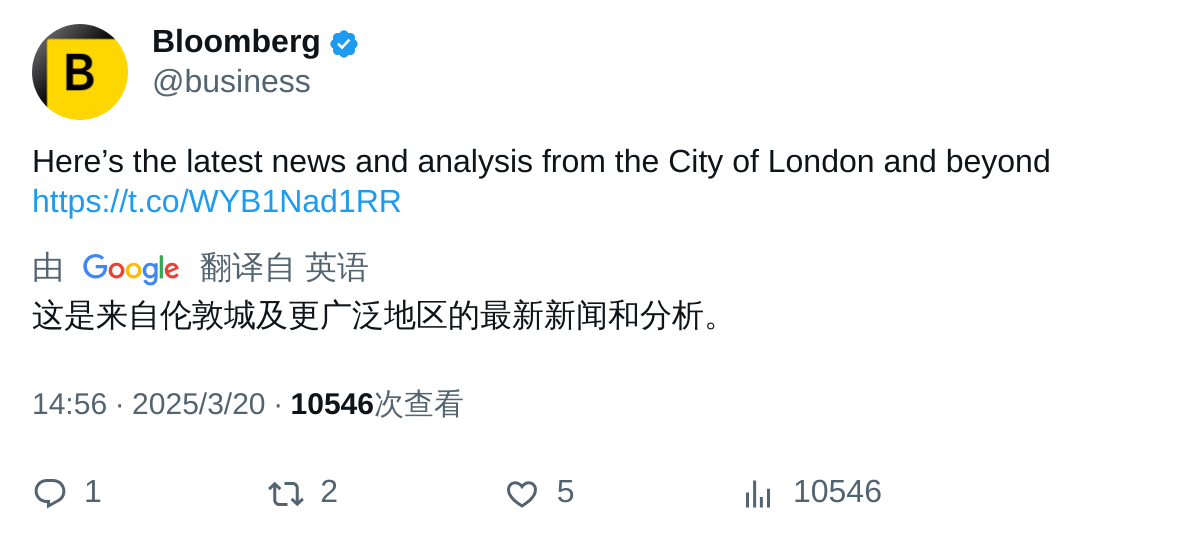 B
Bloomberg
@business
Here’s the latest news and analysis from the City of London and beyond
https://t.co/WYB1Nad1RR
由 Google 翻译自 英语
这是来自伦敦城及更广泛地区的最新新闻和分析。
14:56 · 2025/3/20 · 10546次查看
1 2 5 10546